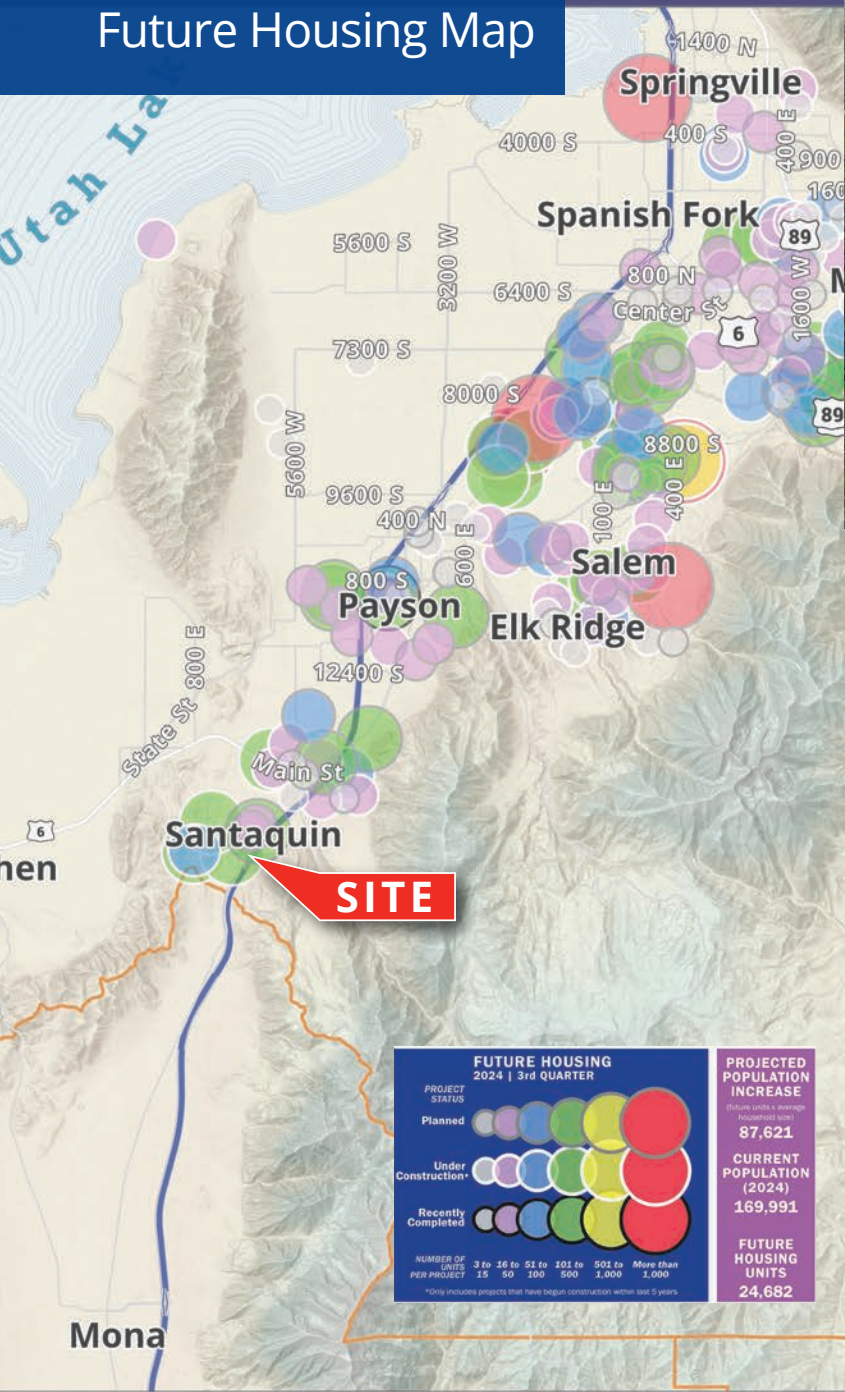 Future Housing Map
Utah Lak
1400 N
Springville
4000 S
400 S
400 E
900
160
Spanish Fork
89
5600 S
3200 W
800 N
1600 W
M
6400 S
Center St
6
7300 S
8000 S
89
5600 W
8800 S
400 E
9600 S
100 E
400 N
600 E
Salem
800 S
Payson
Elk Ridge
800 E
12400 S
State St
Main St
6
Santaquin
hen
SITE
Mona
FUTURE HOUSING
2024 | 3rd QUARTER
PROJECT
STATUS
Planned
Under
Construction*
Recently
Completed
NUMBER OF
UNITS
PER PROJECT
3 to
15
16 to
50
51 to
100
101 to
500
501 to
1,000
More than
1,000
*Only includes projects that have begun construction within last 5 years
PROJECTED
POPULATION
INCREASE
(future units x average
household size)
87,621
CURRENT
POPULATION
(2024)
169,991
FUTURE
HOUSING
UNITS
24,682